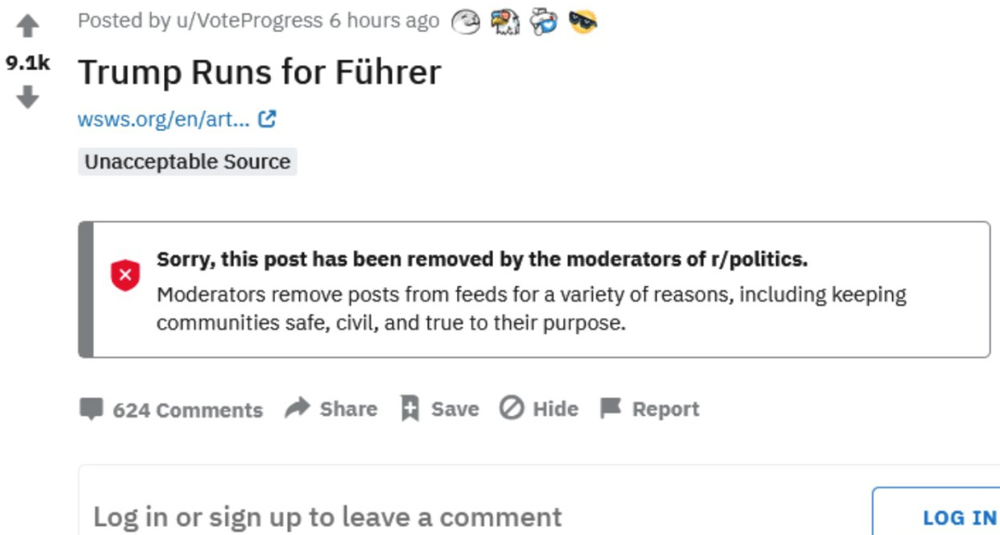 Posted by u/VoteProgress 6 hours ago
9.1k
Trump Runs for Führer
wsws.org/en/art...
Unacceptable Source
Sorry, this post has been removed by the moderators of r/politics.
Moderators remove posts from feeds for a variety of reasons, including keeping
communities safe, civil, and true to their purpose.
624 Comments Share Save Hide Report
Log in or sign up to leave a comment LOG IN